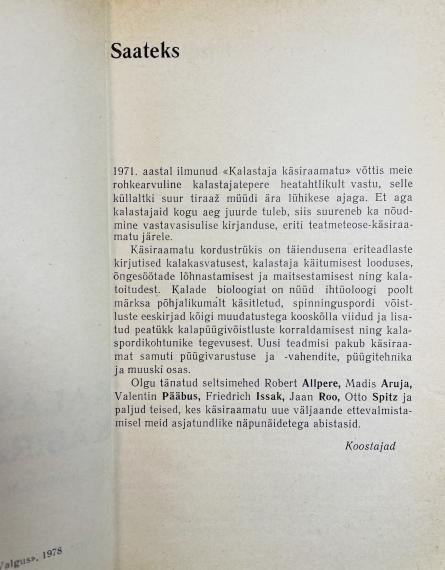 Saateks
1971. aastal ilmunud «Kalastaja käsiraamatu» võttis meie
rohkearvuline kalastajatepere heatahtlikult vastu, selle
küllaltki suur tiraaž müüdi ära lühikese ajaga. Et aga
kalastajaid kogu aeg juurde tuleb, siis suureneb ka nõud-
mine vastavasisulise kirjanduse, eriti teatmeteose-käsiraa-
matu järele.
Käsiraamatu kordustrükis on täiendusena eriteadlaste
kirjutised kalakasvatusest, kalastaja käitumisest looduses,
õngesöötade lõhnastamisest ja maitsestamisest ning kala-
toitudest. Kalade bioloogiat on nüüd ihtüoloogi poolt
märksa põhjalikumalt käsitletud, spinninguspordi võist-
luste eeskirjad kõigi muudatustega kooskõlla viidud ja lisa-
tud peatükk kalapüügivõistluste korraldamisest ning kala-
spordikohtunike tegevusest. Uusi teadmisi pakub käsiraa-
mat samuti püügivarustuse ja -vahendite, püügitehnika
ja muuski osas.
Olgu tänatud seltsimehed Robert Allpere, Madis Aruja,
Valentin Pääbus, Friedrich Issak, Jaan Roo, Otto Spitz ja
paljud teised, kes käsiraamatu uue väljaande ettevalmista-
misel meid asjatundlike näpunäidetega abistasid.
Koostajad
Valgus», 1978